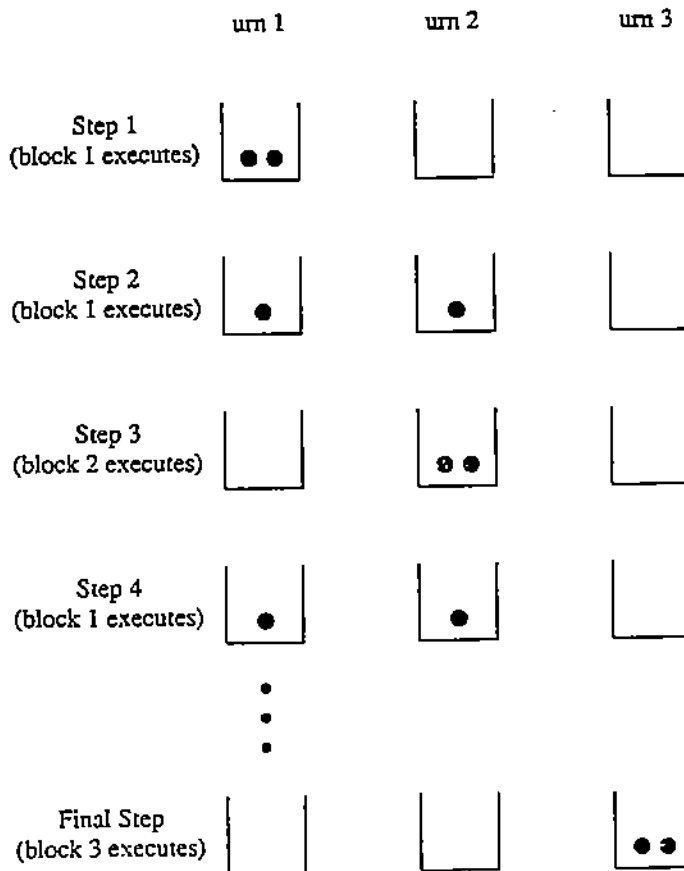 urn 1 urn 2 urn 3
Step 1
(block 1 executes)
Step 2
(block 1 executes)
Step 3
(block 2 executes)
Step 4
(block 1 executes)
Final Step
(block 3 executes)